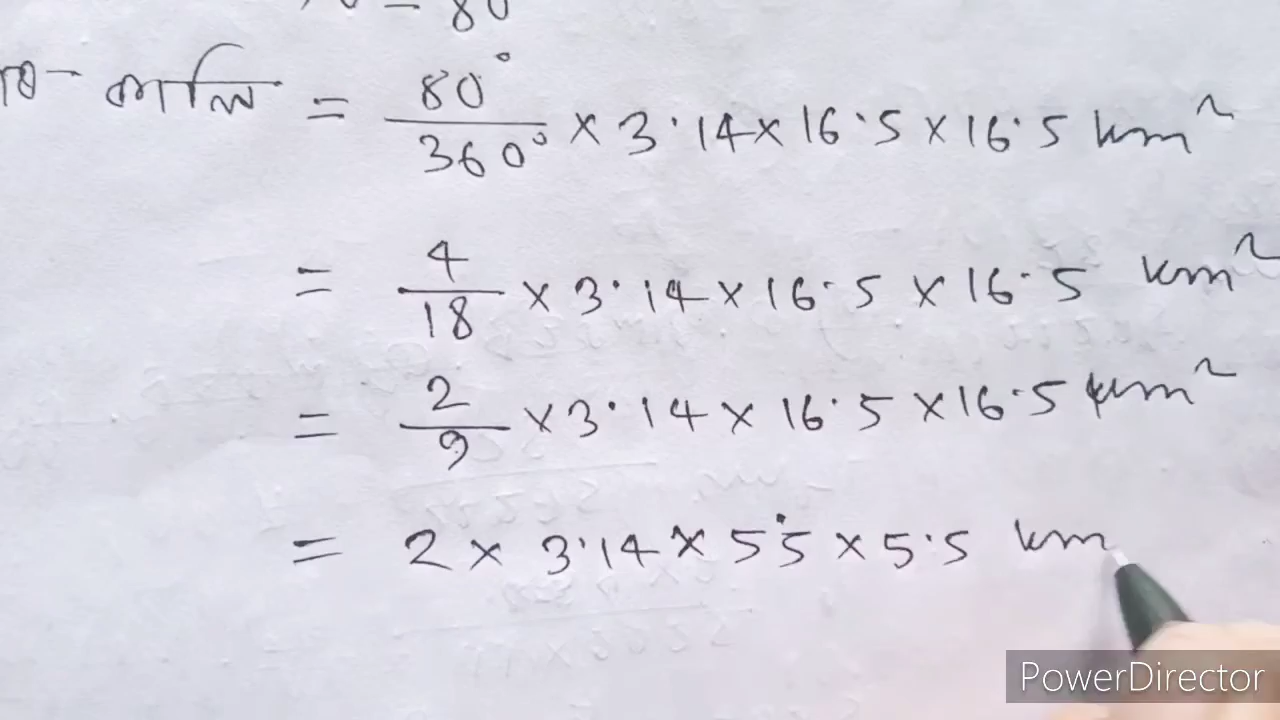 = 80
= 80° / 360° × 3.14 × 16.5 × 16.5 km²
= 4 / 18 × 3.14 × 16.5 × 16.5 km²
= 2 / 9 × 3.14 × 16.5 × 16.5 km²
= 2 × 3.14 × 5.5 × 5.5 km
PowerDirector